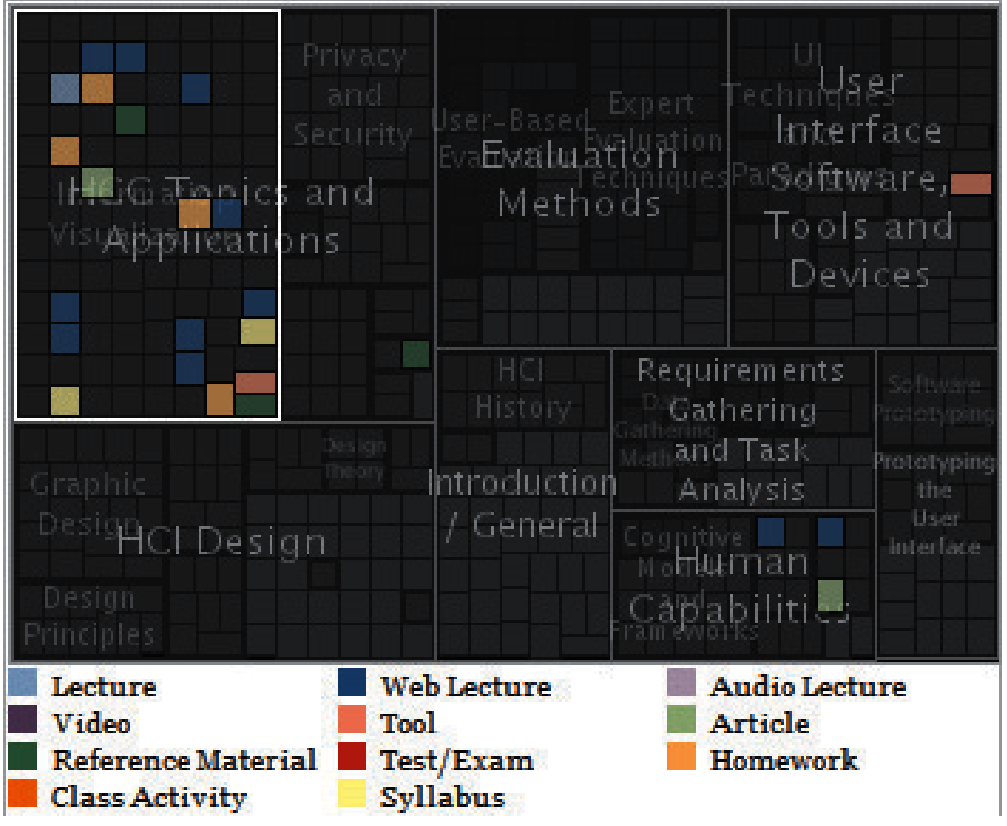 Privacy
and
Security
Information
Visualization
HCC Topics and
Applications
User-Based
Evaluation
Expert
Evaluation
Techniques
Evaluation
Methods
UI
Techniques
and
User
Interface
Software,
Tools and
Devices
Graphic
Design
Design
Theory
HCI Design
Design
Principles
HCI
History
Introduction
/ General
Data
Gathering
Methods
Requirements
Gathering
and Task
Analysis
Cognitive
Models
and
Frameworks
Human
Capabilities
Software
Prototyping
Prototyping
the
User
Interface
Lecture
Web Lecture
Audio Lecture
Video
Tool
Article
Reference Material
Test/Exam
Homework
Class Activity
Syllabus